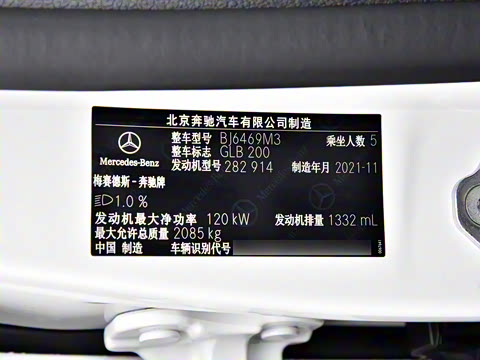 北京奔驰汽车有限公司制造
整车型号 BJ6469M3 乘坐人数 5
整车标志 GLB 200
发动机型号 282 914 制造年月 2021-11
Mercedes-Benz
梅赛德斯-奔驰牌
1.0 %
发动机最大净功率 120 kW 发动机排量 1332 mL
最大允许总质量 2085 kg
中国 制造 车辆识别代号